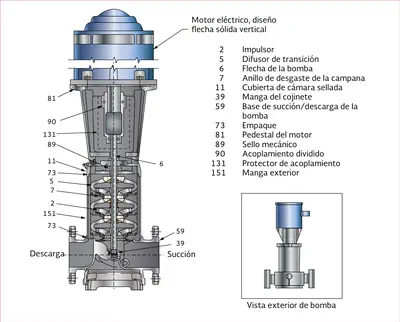 Motor eléctrico, diseño
flecha sólida vertical
2 Impulsor
5 Difusor de transición
6 Flecha de la bomba
7 Anillo de desgaste de la campana
11 Cubierta de cámara sellada
39 Manga del cojinete
59 Base de succión/descarga de la
bomba
73 Empaque
81 Pedestal del motor
89 Sello mecánico
90 Acoplamiento dividido
131 Protector de acoplamiento
151 Manga exterior
81
90
131
89
11
6
73
5
7
2
151
59
73
39
Descarga
Succión
Vista exterior de bomba